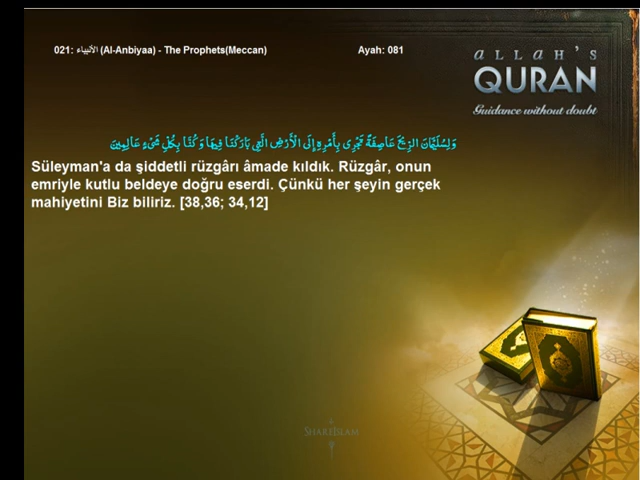 021: الأنبياء (Al-Anbiyaa) - The Prophets(Meccan) Ayah: 081
ALLAH'S
QURAN
Guidance without doubt
وَلِسُلَيْمَانَ الرِّيحَ عَاصِفَةً تَجْرِي بِأَمْرِهِ إِلَى الْأَرْضِ الَّتِي بَارَكْنَا فِيهَا وَكُنَّا بِكُلِّ شَيْءٍ عَالِمِينَ
Süleyman'a da şiddetli rüzgârı âmade kıldık. Rüzgâr, onun
emriyle kutlu beldeye doğru eserdi. Çünkü her şeyin gerçek
mahiyetini Biz biliriz. [38,36; 34,12]
SHAREISLAM